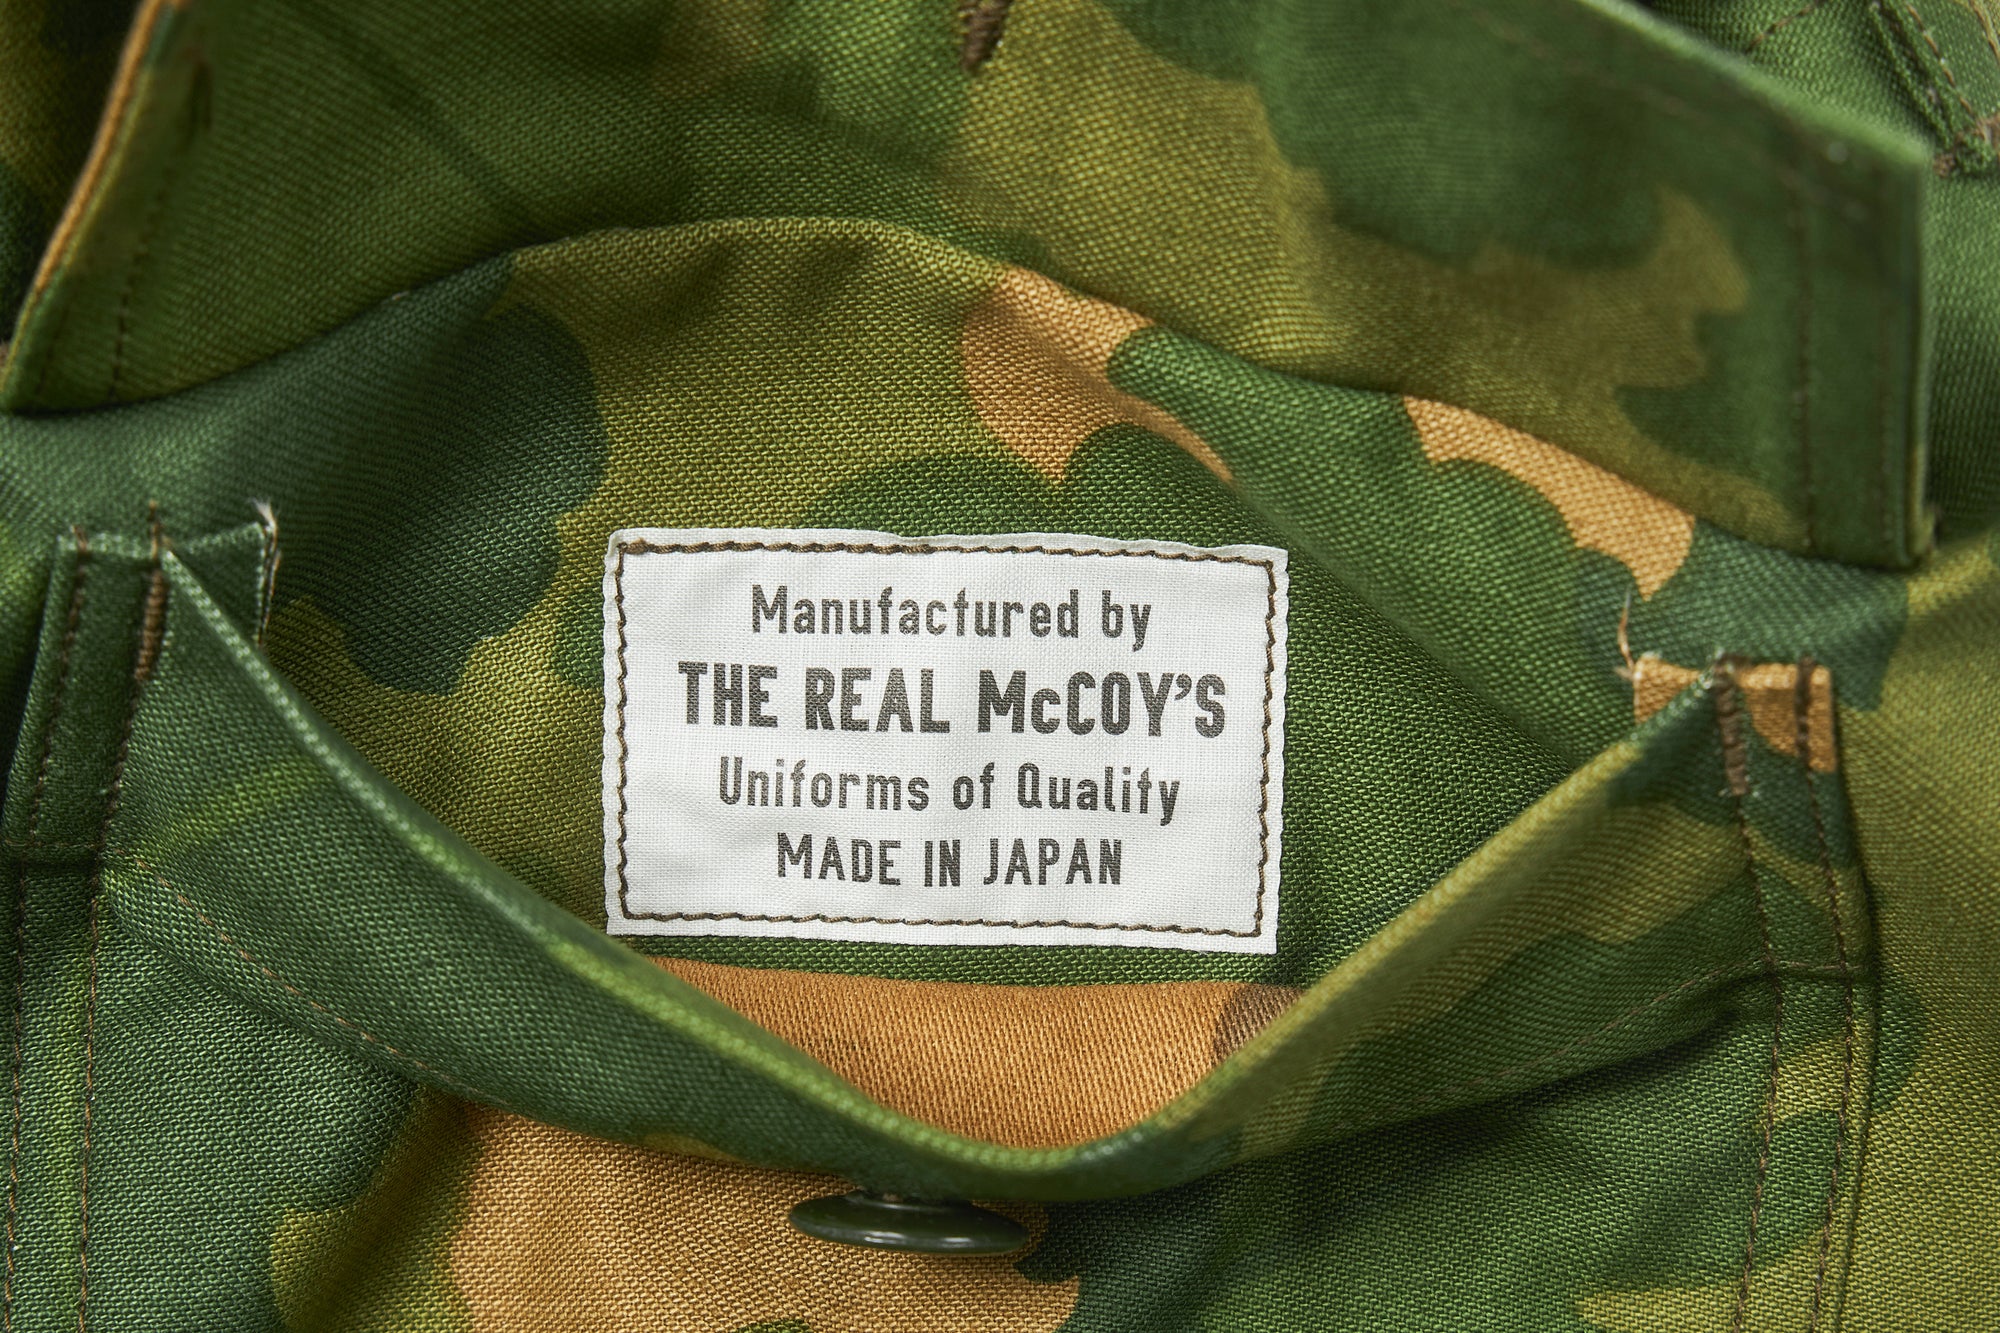 Manufactured by
THE REAL McCOY'S
Uniforms of Quality
MADE IN JAPAN